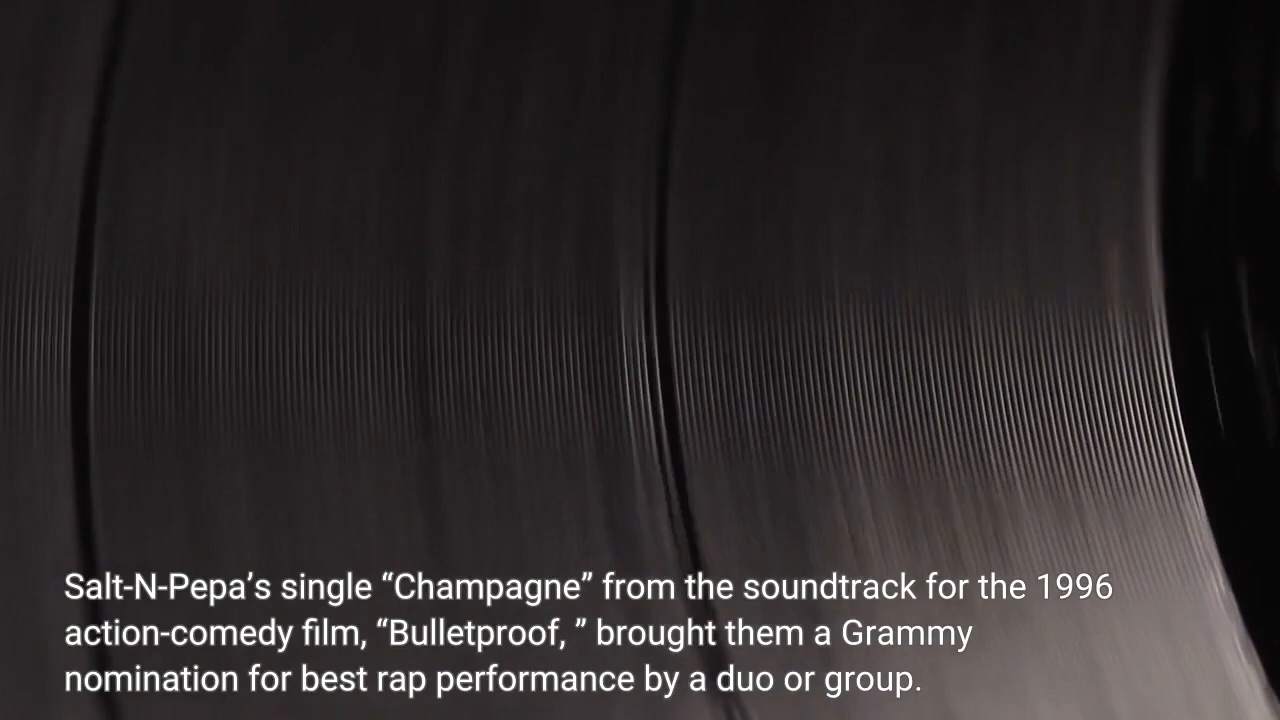 Salt-N-Pepa’s single “Champagne” from the soundtrack for the 1996
action-comedy film, “Bulletproof, ” brought them a Grammy
nomination for best rap performance by a duo or group.